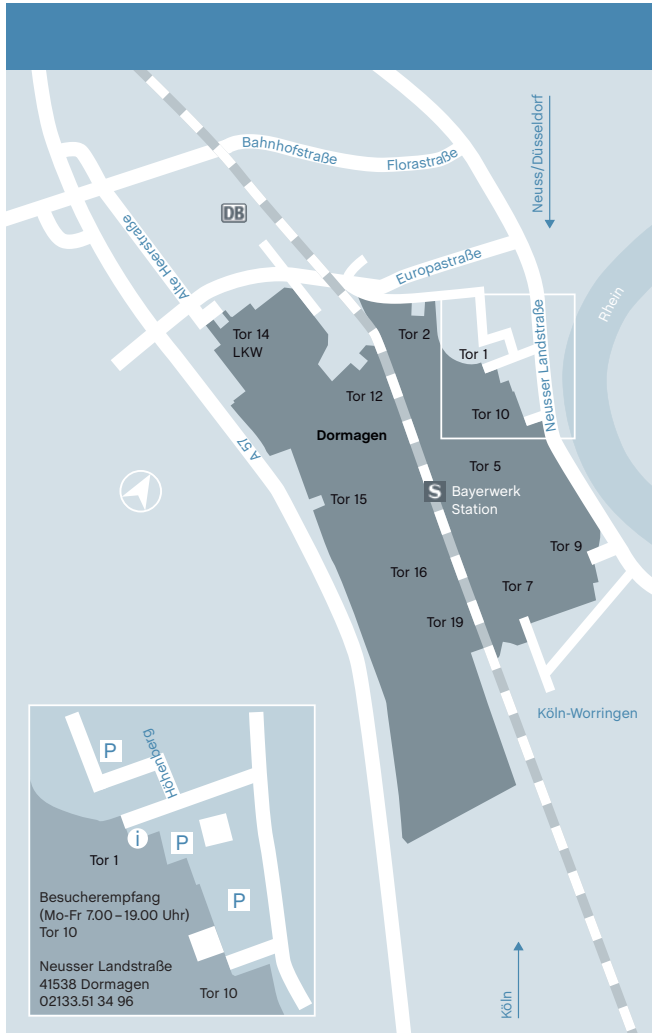 Neuss/Düsseldorf
Bahnhofstraße
Florastraße
DB
Alte Heerstraße
Europastraße
Rhein
Neusser Landstraße
Tor 14
LKW
Tor 2
Tor 1
Tor 12
Tor 10
Dormagen
A 57
Tor 5
S
Bayerwerk
Station
Tor 15
Tor 9
Tor 16
Tor 7
Tor 19
Köln-Worringen
Köln
P
Höhenberg
i
P
Tor 1
P
Besucherempfang
(Mo-Fr 7.00 – 19.00 Uhr)
Tor 10
Neusser Landstraße
41538 Dormagen
02133.51 34 96
Tor 10